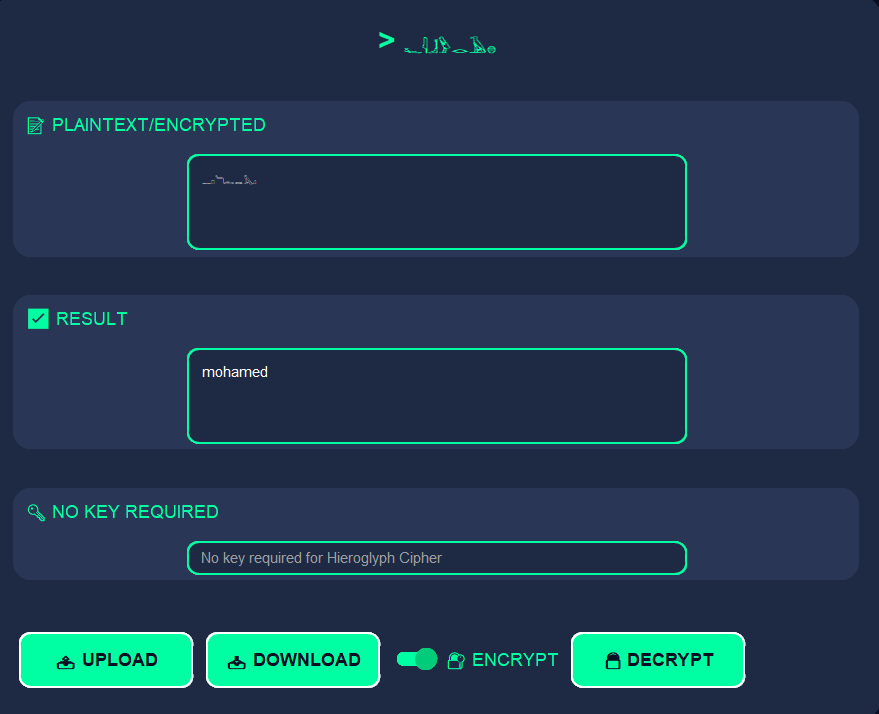 PLAINTEXT/ENCRYPTED
RESULT
mohamed
NO KEY REQUIRED
No key required for Hieroglyph Cipher
UPLOAD
DOWNLOAD
ENCRYPT
DECRYPT